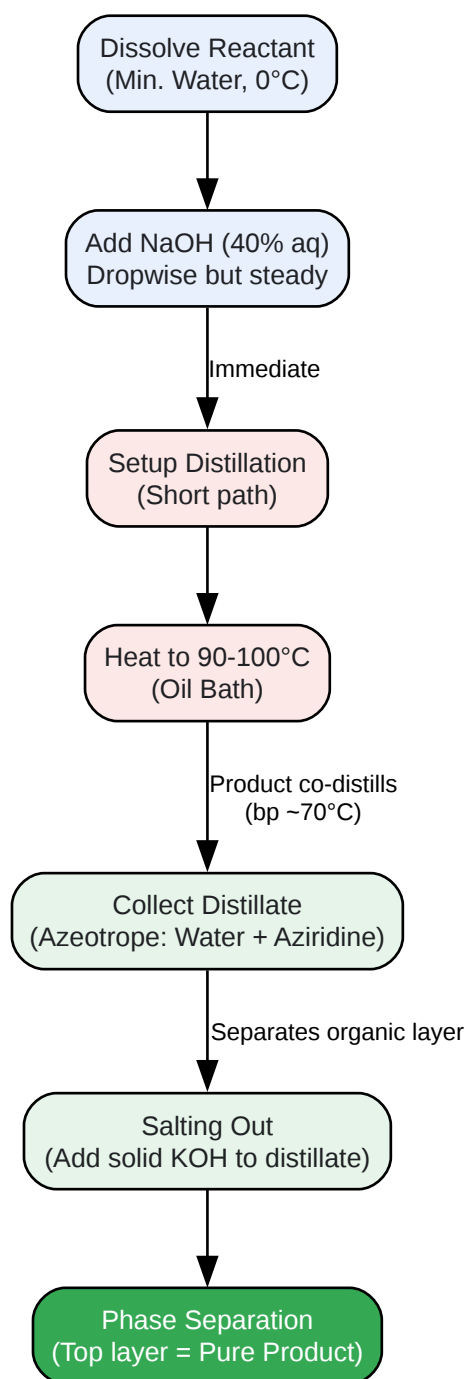 Dissolve Reactant
(Min. Water, 0°C)
Add NaOH (40% aq)
Dropwise but steady
Immediate
Setup Distillation
(Short path)
Heat to 90-100°C
(Oil Bath)
Product co-distills
(bp ~70°C)
Collect Distillate
(Azeotrope: Water + Aziridine)
Separates organic layer
Salting Out
(Add solid KOH to distillate)
Phase Separation
(Top layer = Pure Product)